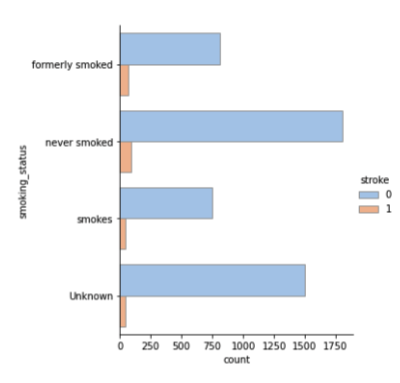 formerly smoked
never smoked
smokes
Unknown
smoking_status
0 250 500 750 1000 1250 1500 1750
count
stroke
0
1